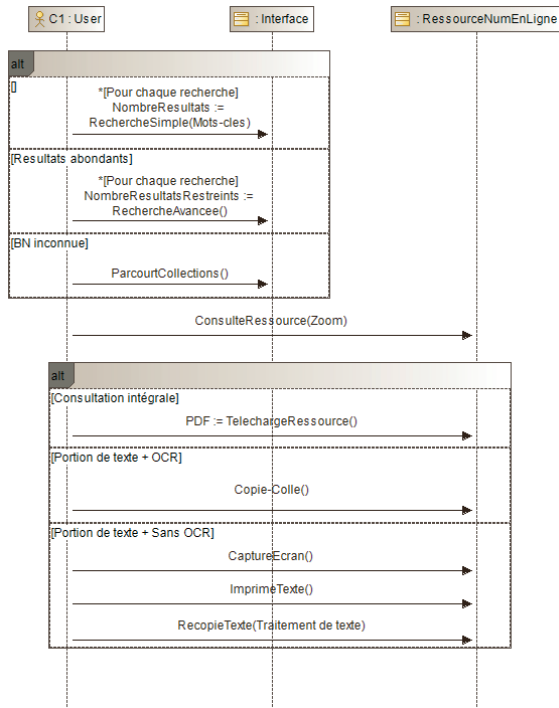 C1 : User
: Interface
: RessourceNumEnLigne
alt
[]
*[Pour chaque recherche]
NombreResultats :=
RechercheSimple(Mots-cles)
[Resultats abondants]
*[Pour chaque recherche]
NombreResultatsRestreints :=
RechercheAvancee()
[BN inconnue]
ParcourtCollections()
ConsulteRessource(Zoom)
alt
[Consultation intégrale]
PDF := TelechargeRessource()
[Portion de texte + OCR]
Copie-Colle()
[Portion de texte + Sans OCR]
CaptureEcran()
ImprimeTexte()
RecopieTexte(Traitement de texte)